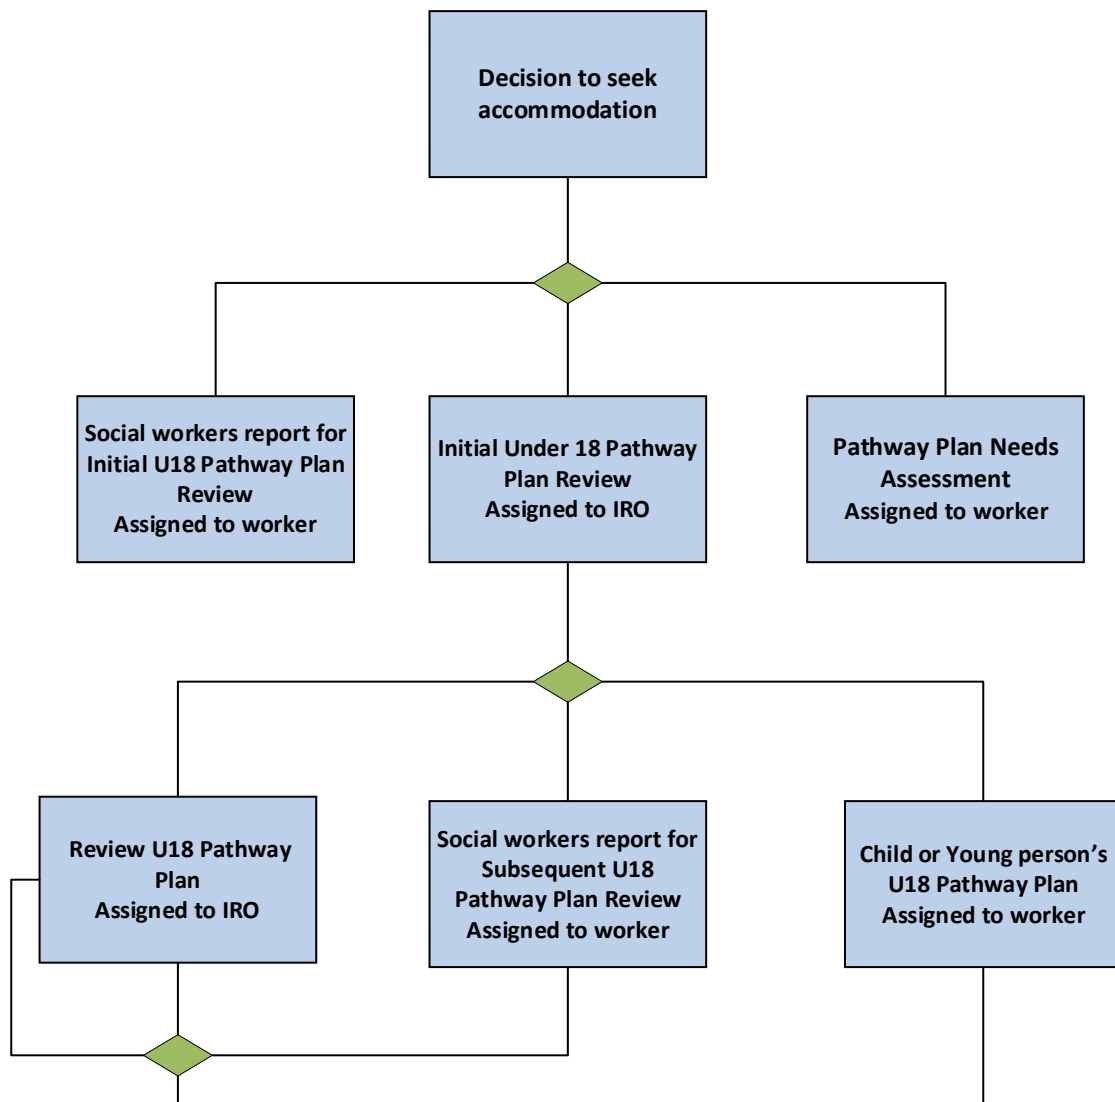 Decision to seek
accommodation
Social workers report for
Initial U18 Pathway Plan
Review
Assigned to worker
Initial Under 18 Pathway
Plan Review
Assigned to IRO
Pathway Plan Needs
Assessment
Assigned to worker
Review U18 Pathway
Plan
Assigned to IRO
Social workers report for
Subsequent U18
Pathway Plan Review
Assigned to worker
Child or Young person’s
U18 Pathway Plan
Assigned to worker